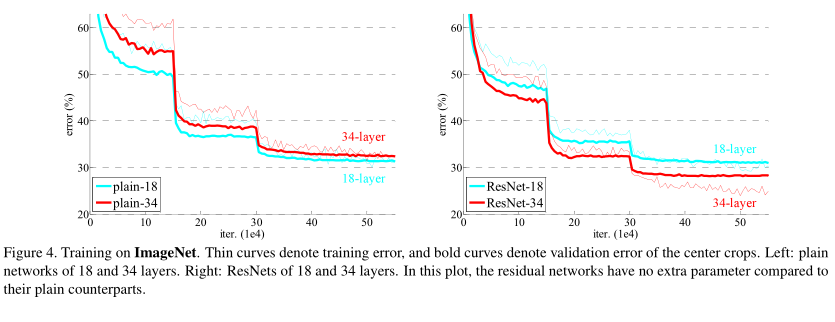 60
50
40
30
20
error (%)
34-layer
18-layer
plain-18
plain-34
0 10 20 30 40 50
iter. (1e4)
60
50
40
30
20
error (%)
18-layer
34-layer
ResNet-18
ResNet-34
0 10 20 30 40 50
iter. (1e4)
Figure 4. Training on ImageNet. Thin curves denote training error, and bold curves denote validation error of the center crops. Left: plain
networks of 18 and 34 layers. Right: ResNets of 18 and 34 layers. In this plot, the residual networks have no extra parameter compared to
their plain counterparts.